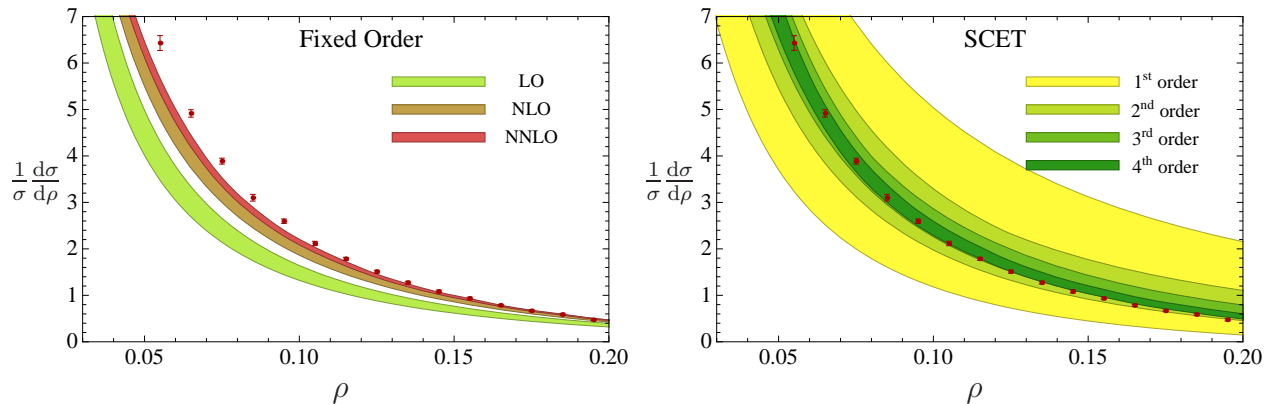 Fixed Order
LO
NLO
NNLO
7
6
5
4
3
2
1
0
1/σ dσ/dρ
0.05 0.10 0.15 0.20
ρ
SCET
1st order
2nd order
3rd order
4th order
7
6
5
4
3
2
1
0
1/σ dσ/dρ
0.05 0.10 0.15 0.20
ρ